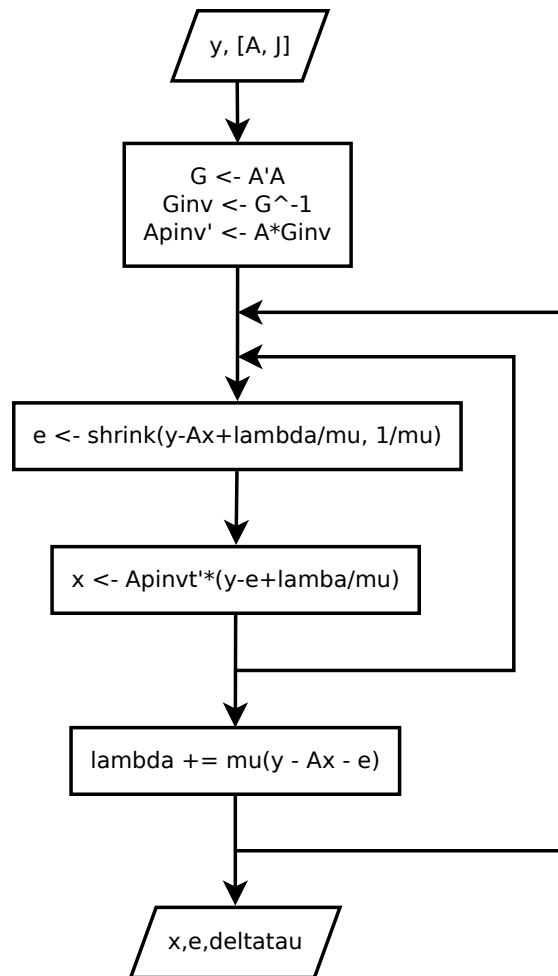 y, [A, J]
G <- A'A
Ginv <- G^-1
Apinv' <- A*Ginv
e <- shrink(y-Ax+lambda/mu, 1/mu)
x <- Apinvt'*(y-e+lamba/mu)
lambda += mu(y - Ax - e)
x,e,deltatau